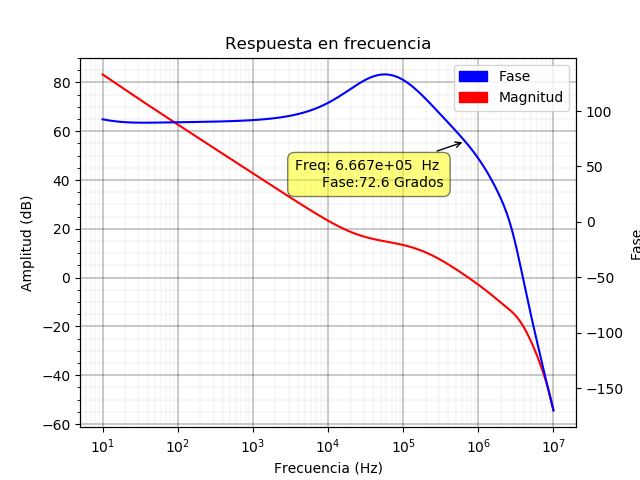 Respuesta en frecuencia
Fase
Magnitud
Freq: 6.667e+05 Hz
Fase:72.6 Grados
Amplitud (dB)
80
60
40
20
0
−20
−40
−60
100
50
0
−50
−100
−150
Fase
10¹ 10² 10³ 10⁴ 10⁵ 10⁶ 10⁷
Frecuencia (Hz)